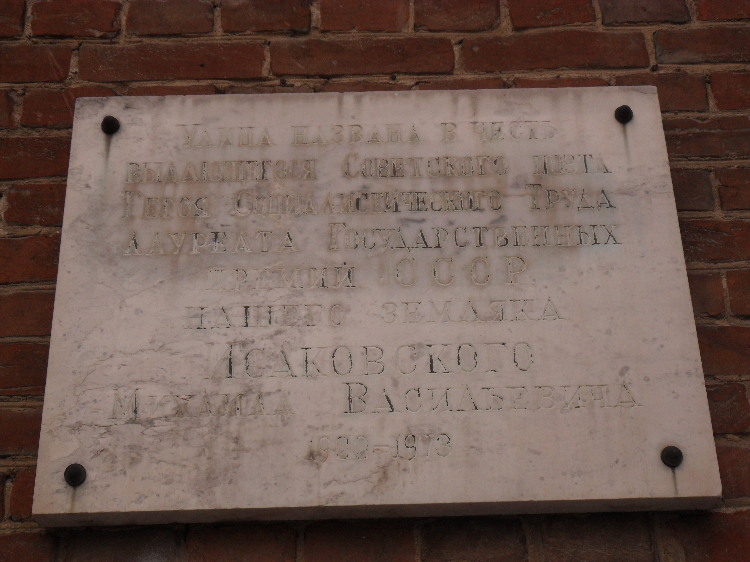 Улица названа в честь
выдающегося Советского поэта
Героя Социалистического Труда
лауреата Государственных
премий СССР
нашего земляка
Исаковского
Михаила Васильевича
1973